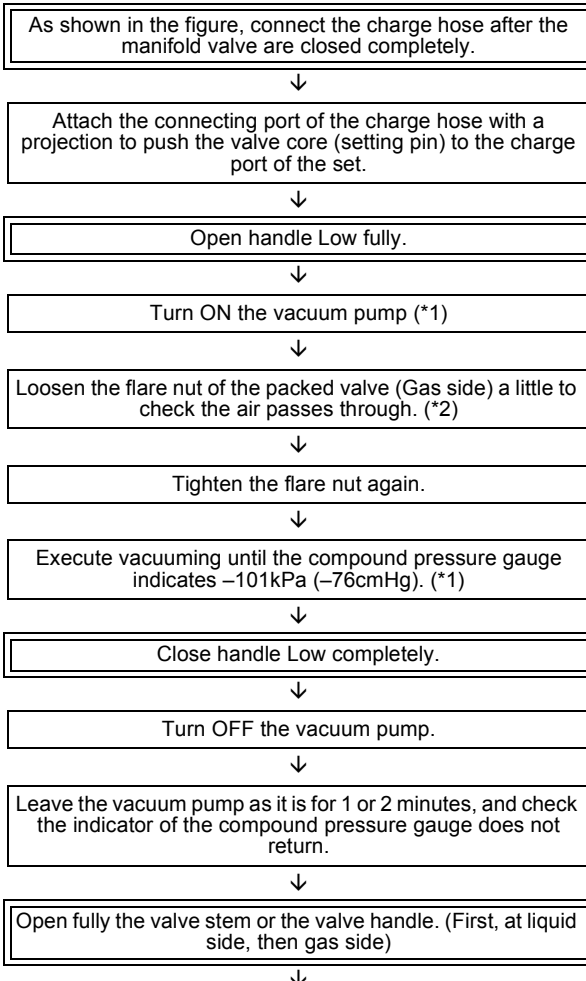 As shown in the figure, connect the charge hose after the
manifold valve are closed completely.
↓
Attach the connecting port of the charge hose with a
projection to push the valve core (setting pin) to the charge
port of the set.
↓
Open handle Low fully.
↓
Turn ON the vacuum pump (*1)
↓
Loosen the flare nut of the packed valve (Gas side) a little to
check the air passes through. (*2)
↓
Tighten the flare nut again.
↓
Execute vacuuming until the compound pressure gauge
indicates –101kPa (–76cmHg). (*1)
↓
Close handle Low completely.
↓
Turn OFF the vacuum pump.
↓
Leave the vacuum pump as it is for 1 or 2 minutes, and check
the indicator of the compound pressure gauge does not
return.
↓
Open fully the valve stem or the valve handle. (First, at liquid
side, then gas side)
↓